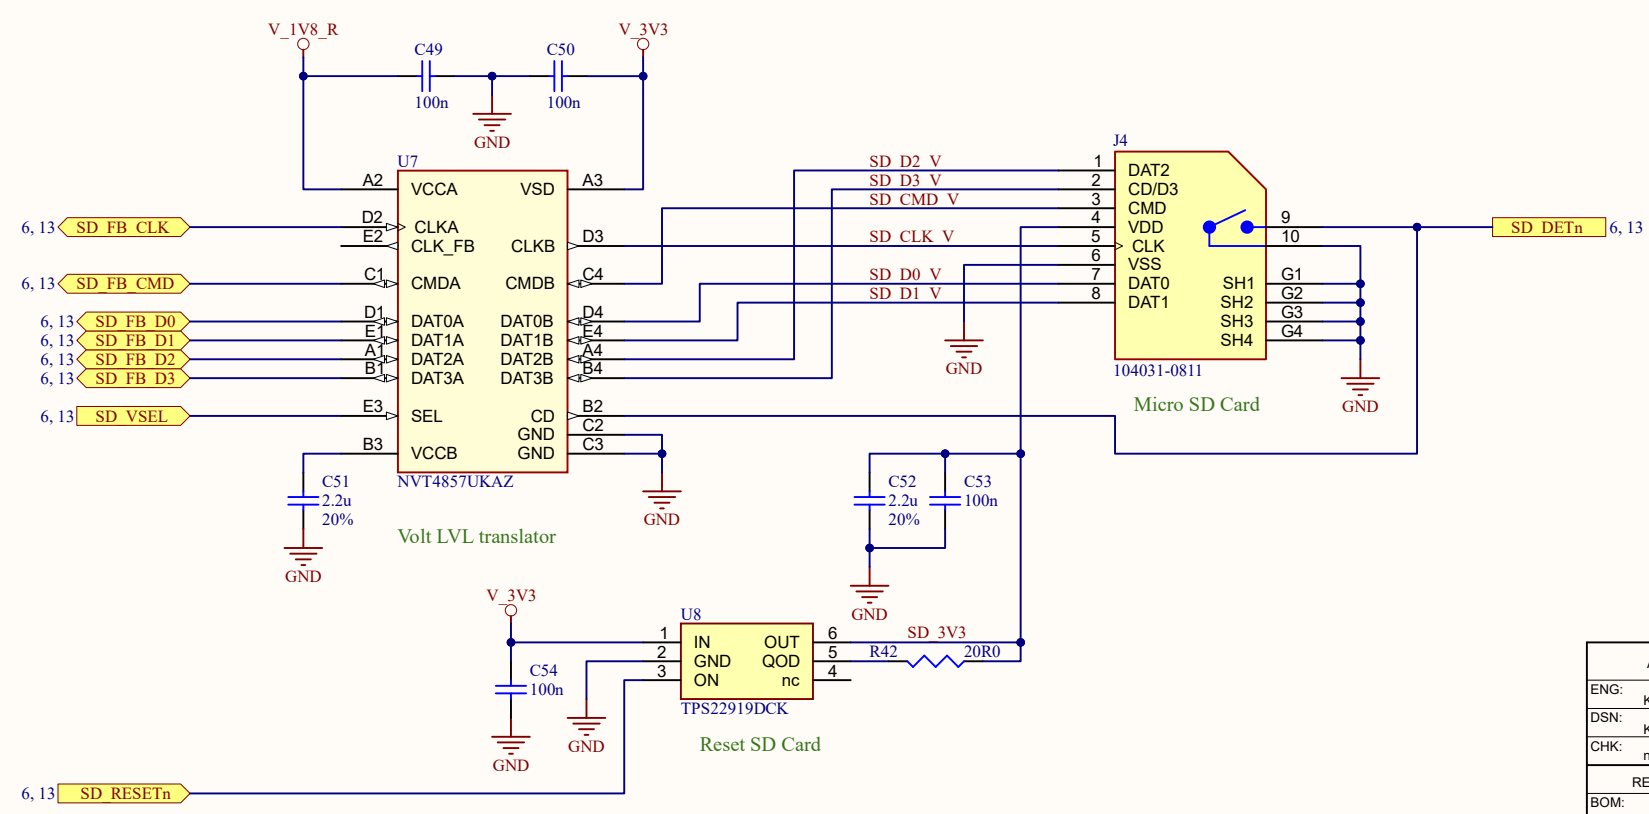 V_1V8_R
V_3V3
C49
C50
100n
100n
GND
U7
J4
A2 VCCA
VSD A3
6, 13 SD_FB_CLK D2 CLKA
E2 CLK_FB
CLKB D3
6, 13 SD_FB_CMD C1 CMDA
CMDB C4
6, 13 SD_FB_D0 D1 DAT0A
DAT0B D4
6, 13 SD_FB_D1 E1 DAT1A
DAT1B E4
6, 13 SD_FB_D2 A1 DAT2A
DAT2B A4
6, 13 SD_FB_D3 B1 DAT3A
DAT3B B4
6, 13 SD_VSEL E3 SEL
CD B2
GND C2
B3 VCCB
GND C3
NVT4857UKAZ
C51
2.2u
20%
GND
GND
Volt LVL translator
SD_D2_V 1 DAT2
SD_D3_V 2 CD/D3
SD_CMD_V 3 CMD
4 VDD
SD_CLK_V 5 CLK
6 VSS
SD_D0_V 7 DAT0
SD_D1_V 8 DAT1
9
10
SH1 G1
SH2 G2
SH3 G3
SH4 G4
SD_DETn 6, 13
104031-0811
Micro SD Card
GND
GND
C52
2.2u
20%
C53
100n
GND
V_3V3
U8
1 IN
OUT 6 SD_3V3
2 GND
QOD 5 R42 20R0
3 ON
nc 4
TPS22919DCK
C54
100n
GND
GND
Reset SD Card
6, 13 SD_RESETn
ENG:
DSN:
CHK:
RE
BOM: